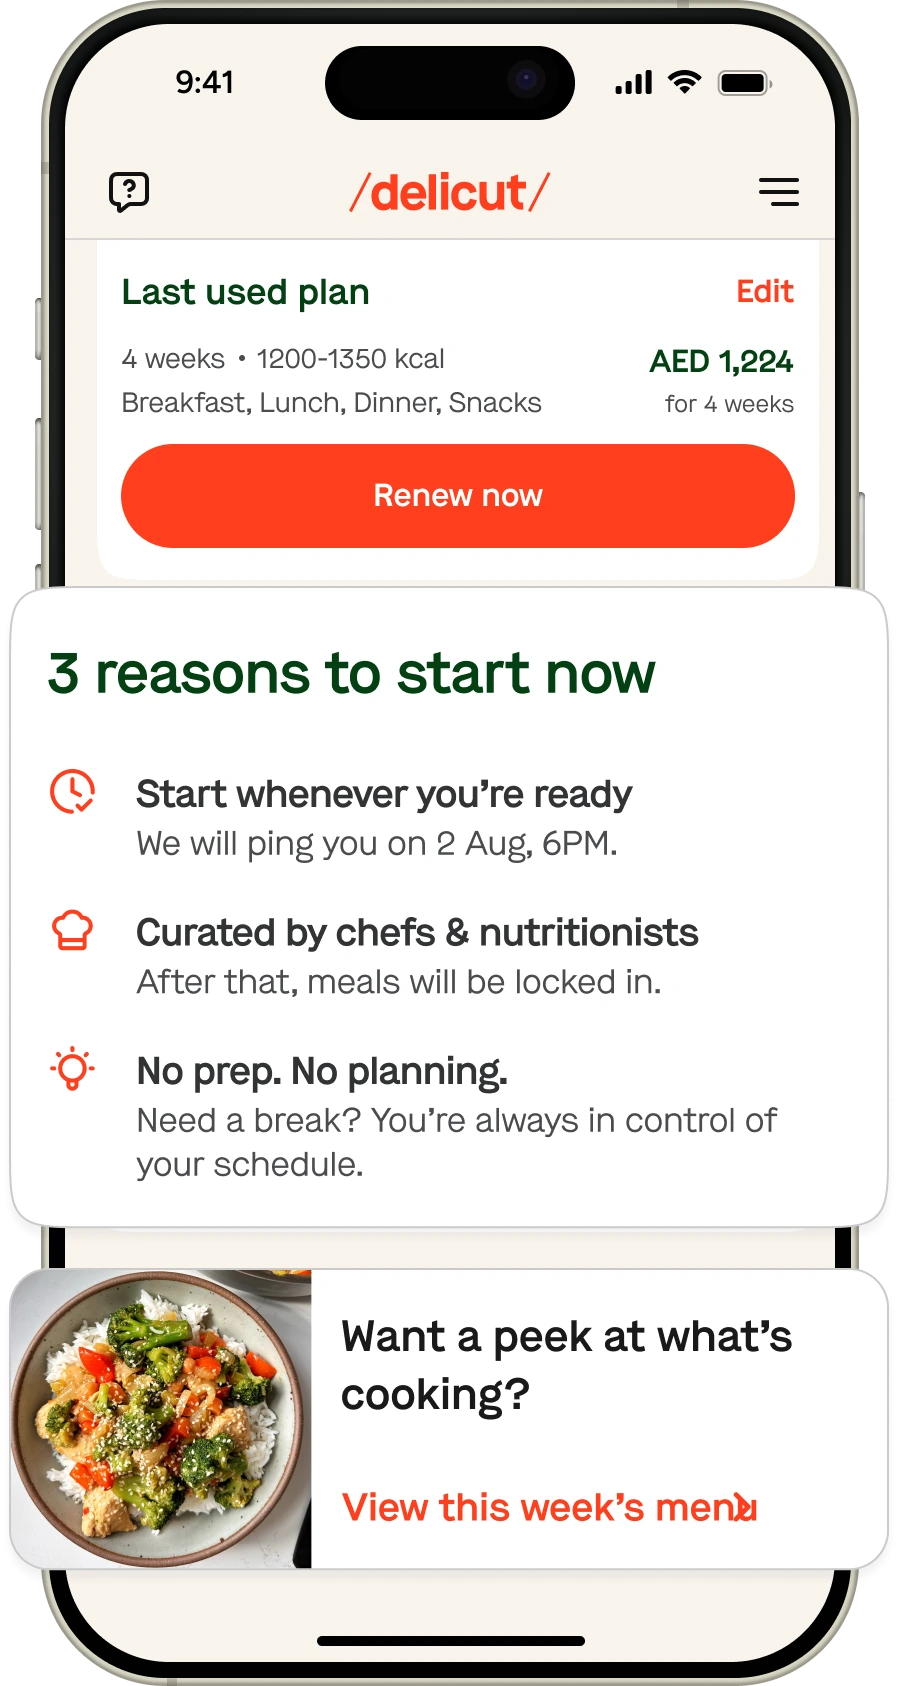 9:41
/delicut/
Last used plan
Edit
4 weeks • 1200-1350 kcal
AED 1,224
Breakfast, Lunch, Dinner, Snacks
for 4 weeks
Renew now
3 reasons to start now
Start whenever you’re ready
We will ping you on 2 Aug, 6PM.
Curated by chefs & nutritionists
After that, meals will be locked in.
No prep. No planning.
Need a break? You’re always in control of
your schedule.
Want a peek at what’s
cooking?
View this week’s menu